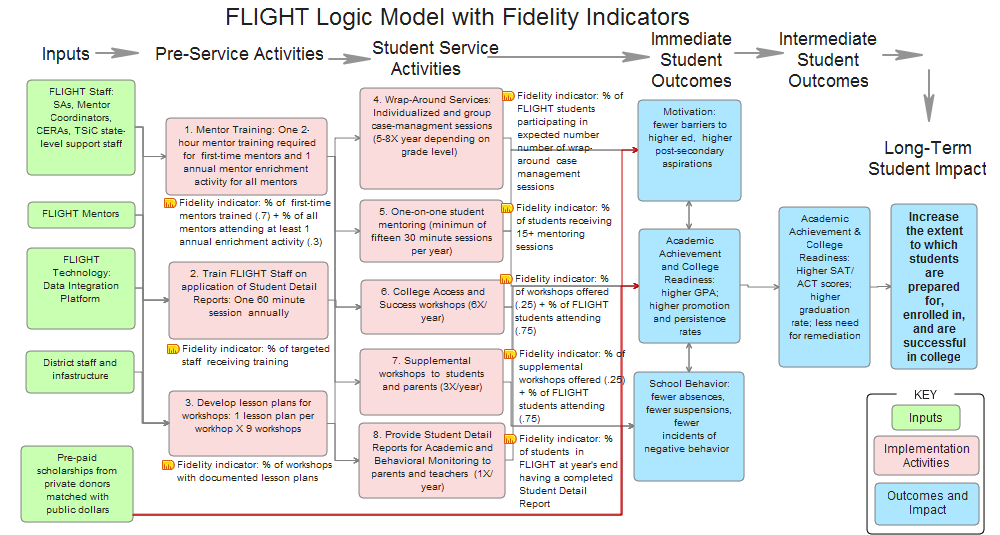 FLIGHT Logic Model with Fidelity Indicators
Inputs
Pre-Service Activities
Student Service
Activities
Immediate
Student
Outcomes
Intermediate
Student
Outcomes
Long-Term
Student Impact
FLIGHT Staff:
SAs, Mentor
Coordinators,
CERAs, TSiC state-
level support staff
FLIGHT Mentors
FLIGHT
Technology:
Data Integration
Platform
District staff and
infastructure
Pre-paid
scholarships from
private donors
matched with
public dollars
1. Mentor Training: One 2-
hour mentor training required
for first-time mentors and 1
annual mentor enrichment
activity for all mentors
Fidelity indicator: % of first-time
mentors trained (.7) + % of all
mentors attending at least 1
annual enrichment activity (.3)
2. Train FLIGHT Staff on
application of Student Detail
Reports: One 60 minute
session annually
Fidelity indicator: % of targeted
staff receiving training
3. Develop lesson plans for
workshops: 1 lesson plan per
workhop X 9 workshops
Fidelity indicator: % of workshops
with documented lesson plans
4. Wrap-Around Services:
Individualized and group
case-managment sessions
(5-8X year depending on
grade level)
Fidelity indicator: % of
FLIGHT students
participating in
expected number
number of wrap-
around case
management
sessions
5. One-on-one student
mentoring (minimun of
fifteen 30 minute sessions
per year)
Fidelity indicator: %
of students receiving
15+ mentoring
sessions
6. College Access and
Success workshops (6X/
year)
Fidelity indicator: %
of workshops offered
(.25) + % of FLIGHT
students attending
(.75)
7. Supplemental
workshops to students
and parents (3X/year)
Fidelity indicator: % of
supplemental
workshops offered (.25)
+ % of FLIGHT
students attending
(.75)
8. Provide Student Detail
Reports for Academic and
Behavioral Monitoring to
parents and teachers (1X/
year)
Fidelity indicator: %
of students in
FLIGHT at year's end
having a completed
Student Detail
Report
Motivation:
fewer barriers to
higher ed, higher
post-secondary
aspirations
Academic
Achievement
and College
Readiness:
higher GPA;
higher promotion
and persistence
rates
School Behavior:
fewer absences,
fewer suspensions,
fewer
incidents of
negative behavior
Academic
Achievement &
College
Readiness:
Higher SAT/
ACT scores;
higher
graduation
rate; less need
for remediation
Increase
the extent
to which
students
are
prepared
for,
enrolled in,
and are
successful
in college
KEY
Inputs
Implementation
Activities
Outcomes and
Impact